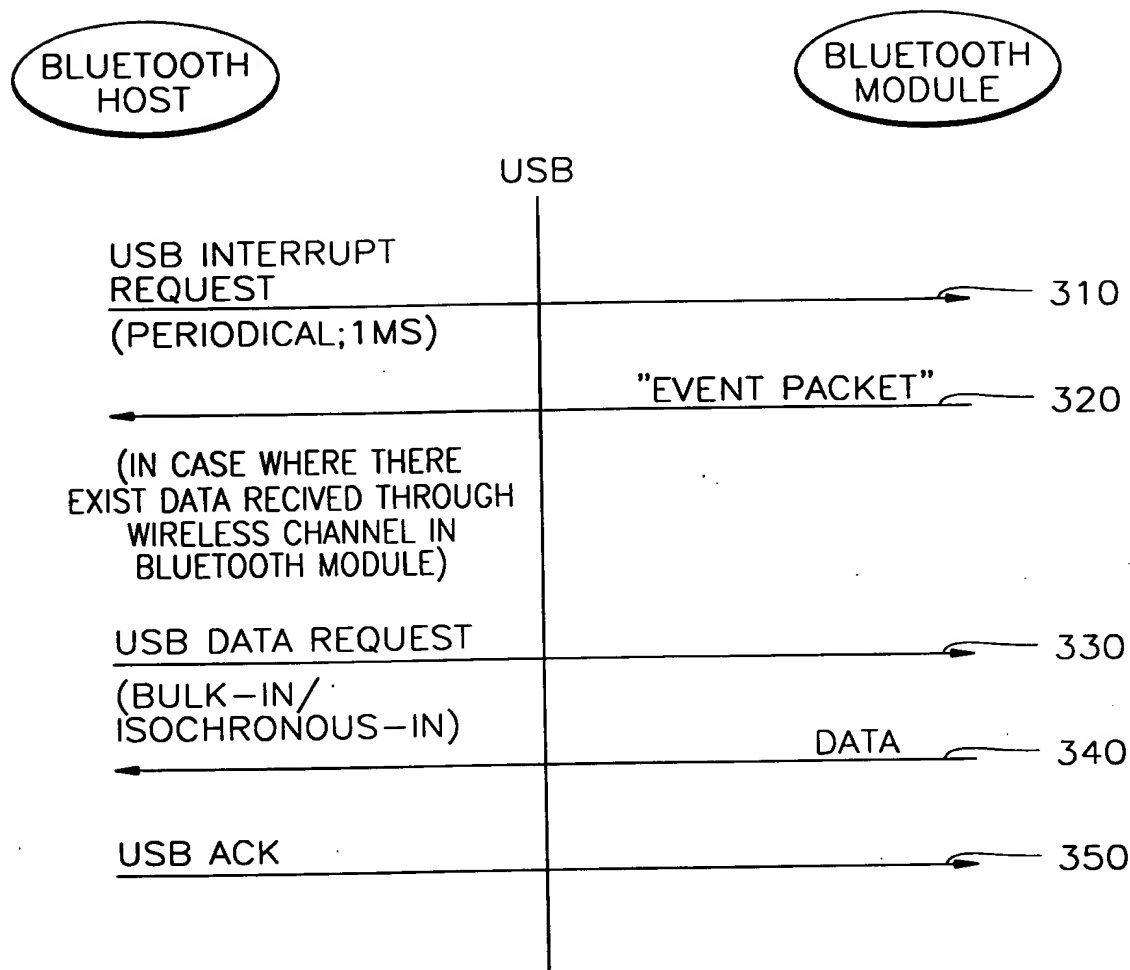 BLUETOOTH
HOST
BLUETOOTH
MODULE
USB
USB INTERRUPT
REQUEST
310
(PERIODICAL;1MS)
"EVENT PACKET"
320
(IN CASE WHERE THERE
EXIST DATA RECIVED THROUGH
WIRELESS CHANNEL IN
BLUETOOTH MODULE)
USB DATA REQUEST
330
(BULK-IN/
ISOCHRONOUS-IN)
DATA
340
USB ACK
350